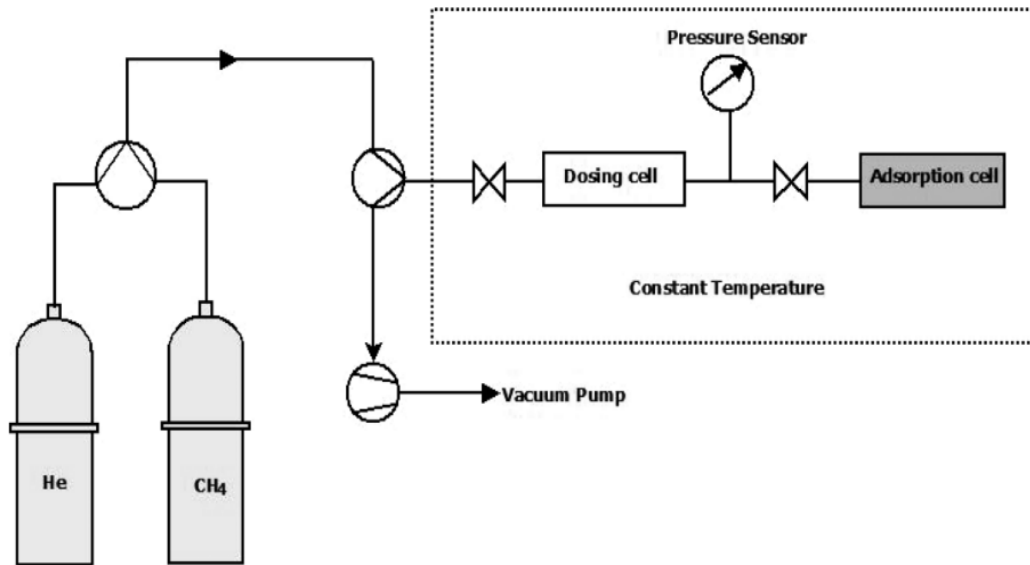 Pressure Sensor
Dosing cell
Adsorption cell
Constant Temperature
Vacuum Pump
He
CH4